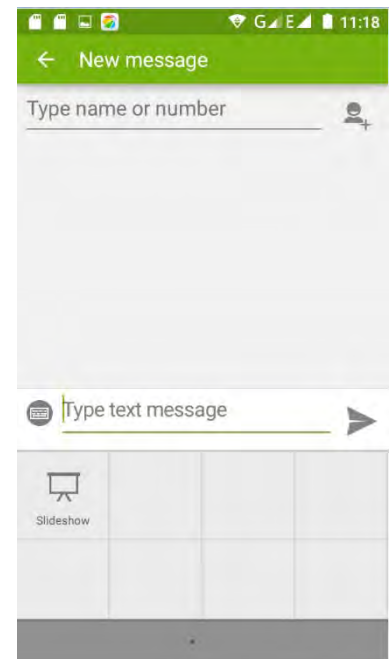 G E 11:18
New message
Type name or number
Type text message
Slideshow